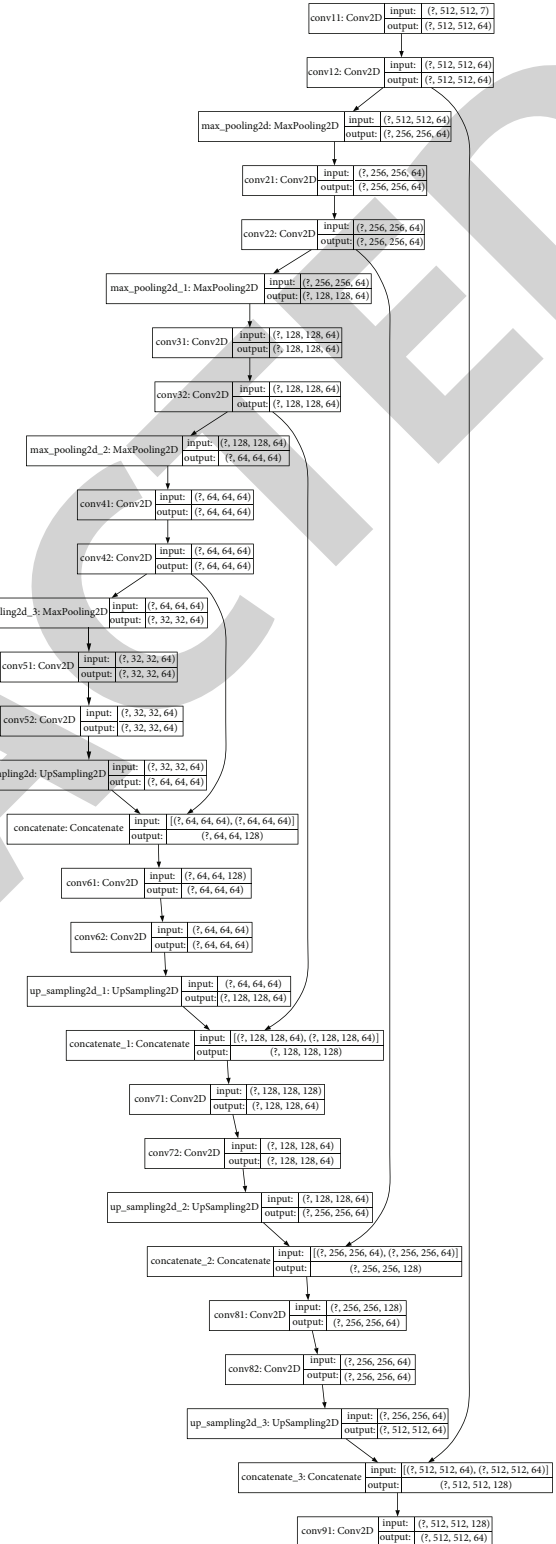 conv11: Conv2D input: (?, 512, 512, 7)
output: (?, 512, 512, 64)
conv12: Conv2D input: (?, 512, 512, 64)
output: (?, 512, 512, 64)
max_pooling2d: MaxPooling2D input: (?, 512, 512, 64)
output: (?, 256, 256, 64)
conv21: Conv2D input: (?, 256, 256, 64)
output: (?, 256, 256, 64)
conv22: Conv2D input: (?, 256, 256, 64)
output: (?, 256, 256, 64)
max_pooling2d_1: MaxPooling2D input: (?, 256, 256, 64)
output: (?, 128, 128, 64)
conv31: Conv2D input: (?, 128, 128, 64)
output: (?, 128, 128, 64)
conv32: Conv2D input: (?, 128, 128, 64)
output: (?, 128, 128, 64)
max_pooling2d_2: MaxPooling2D input: (?, 128, 128, 64)
output: (?, 64, 64, 64)
conv41: Conv2D input: (?, 64, 64, 64)
output: (?, 64, 64, 64)
conv42: Conv2D input: (?, 64, 64, 64)
output: (?, 64, 64, 64)
ling2d_3: MaxPooling2D input: (?, 64, 64, 64)
output: (?, 32, 32, 64)
conv51: Conv2D input: (?, 32, 32, 64)
output: (?, 32, 32, 64)
conv52: Conv2D input: (?, 32, 32, 64)
output: (?, 32, 32, 64)
pling2d: UpSampling2D input: (?, 32, 32, 64)
output: (?, 64, 64, 64)
concatenate: Concatenate input: [(?, 64, 64, 64), (?, 64, 64, 64)]
output: (?, 64, 64, 128)
conv61: Conv2D input: (?, 64, 64, 128)
output: (?, 64, 64, 64)
conv62: Conv2D input: (?, 64, 64, 64)
output: (?, 64, 64, 64)
up_sampling2d_1: UpSampling2D input: (?, 64, 64, 64)
output: (?, 128, 128, 64)
concatenate_1: Concatenate input: [(?, 128, 128, 64), (?, 128, 128, 64)]
output: (?, 128, 128, 128)
conv71: Conv2D input: (?, 128, 128, 128)
output: (?, 128, 128, 64)
conv72: Conv2D input: (?, 128, 128, 64)
output: (?, 128, 128, 64)
up_sampling2d_2: UpSampling2D input: (?, 128, 128, 64)
output: (?, 256, 256, 64)
concatenate_2: Concatenate input: [(?, 256, 256, 64), (?, 256, 256, 64)]
output: (?, 256, 256, 128)
conv81: Conv2D input: (?, 256, 256, 128)
output: (?, 256, 256, 64)
conv82: Conv2D input: (?, 256, 256, 64)
output: (?, 256, 256, 64)
up_sampling2d_3: UpSampling2D input: (?, 256, 256, 64)
output: (?, 512, 512, 64)
concatenate_3: Concatenate input: [(?, 512, 512, 64), (?, 512, 512, 64)]
output: (?, 512, 512, 128)
conv91: Conv2D input: (?, 512, 512, 128)
output: (?, 512, 512, 64)
ACTED